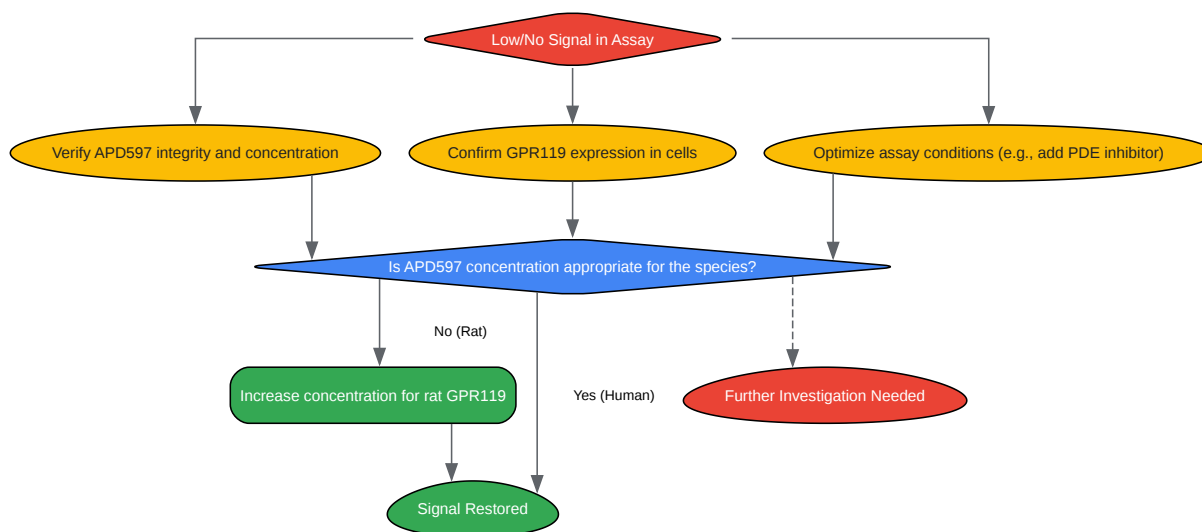 Low/No Signal in Assay
Verify APD597 integrity and concentration
Confirm GPR119 expression in cells
Optimize assay conditions (e.g., add PDE inhibitor)
Is APD597 concentration appropriate for the species?
No (Rat)
Increase concentration for rat GPR119
Yes (Human)
Further Investigation Needed
Signal Restored